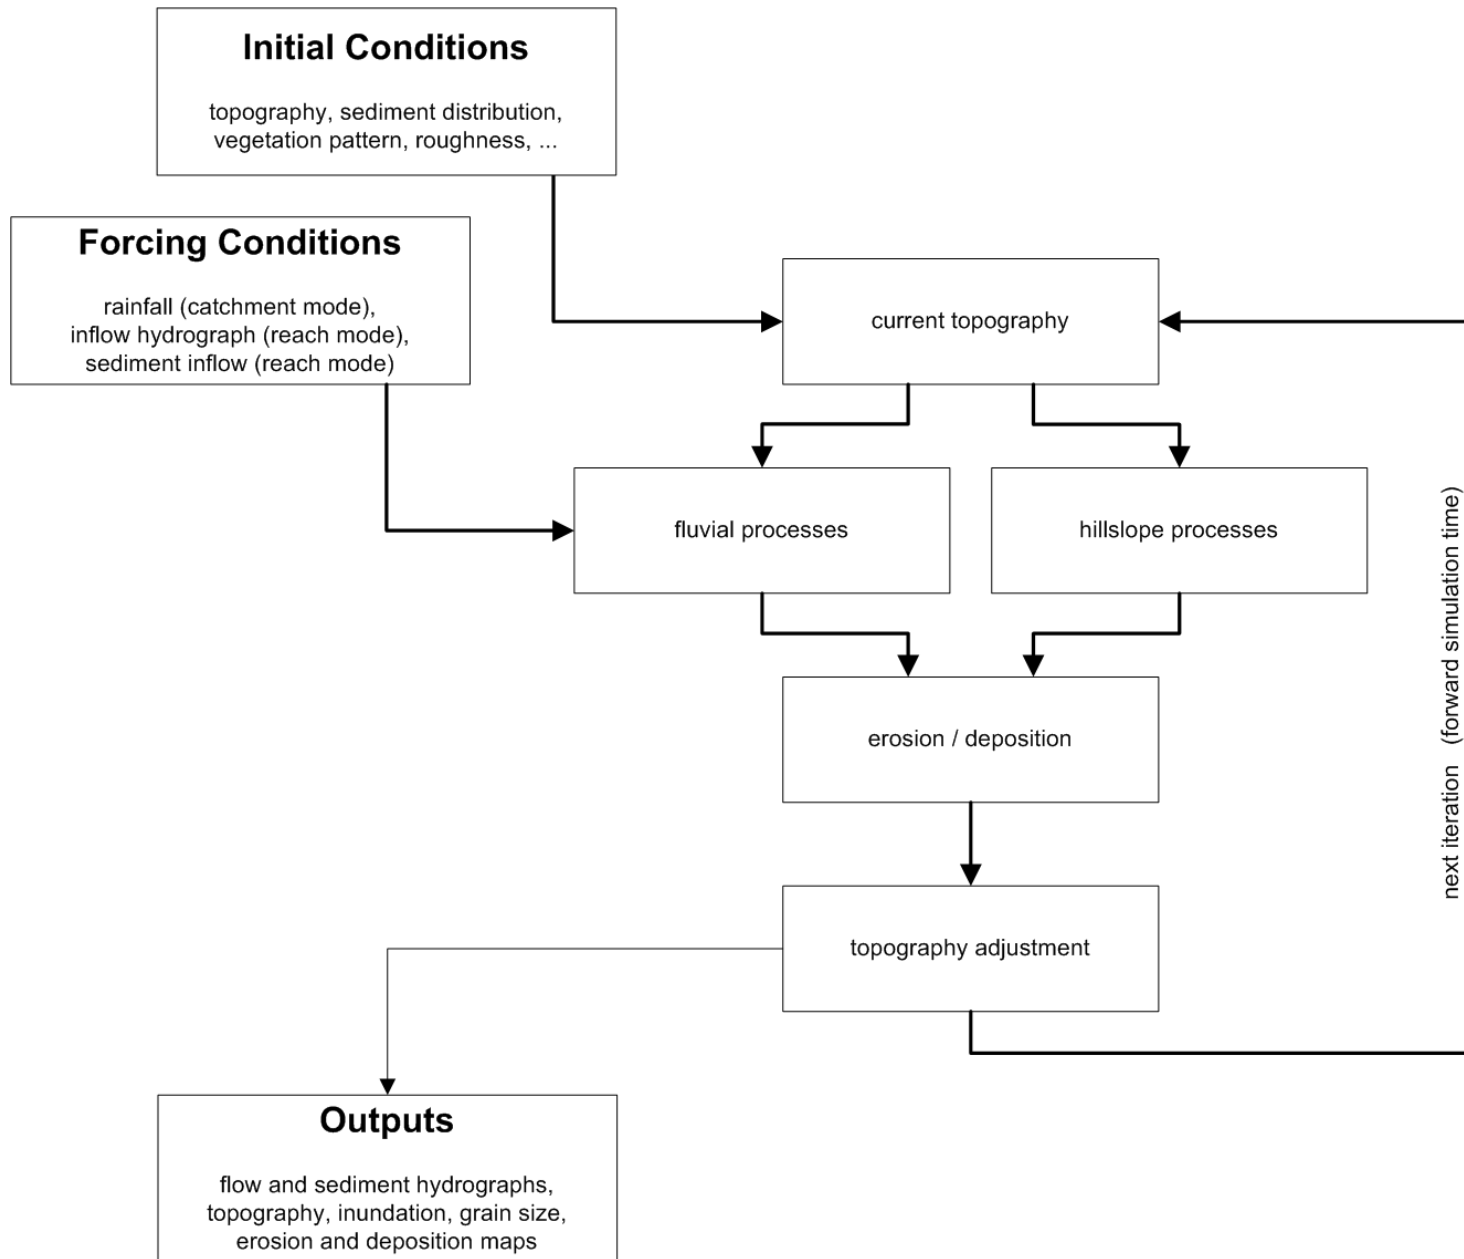 Initial Conditions
topography, sediment distribution,
vegetation pattern, roughness, ...
Forcing Conditions
rainfall (catchment mode),
inflow hydrograph (reach mode),
sediment inflow (reach mode)
current topography
fluvial processes
hillslope processes
erosion / deposition
topography adjustment
next iteration (forward simulation time)
Outputs
flow and sediment hydrographs,
topography, inundation, grain size,
erosion and deposition maps